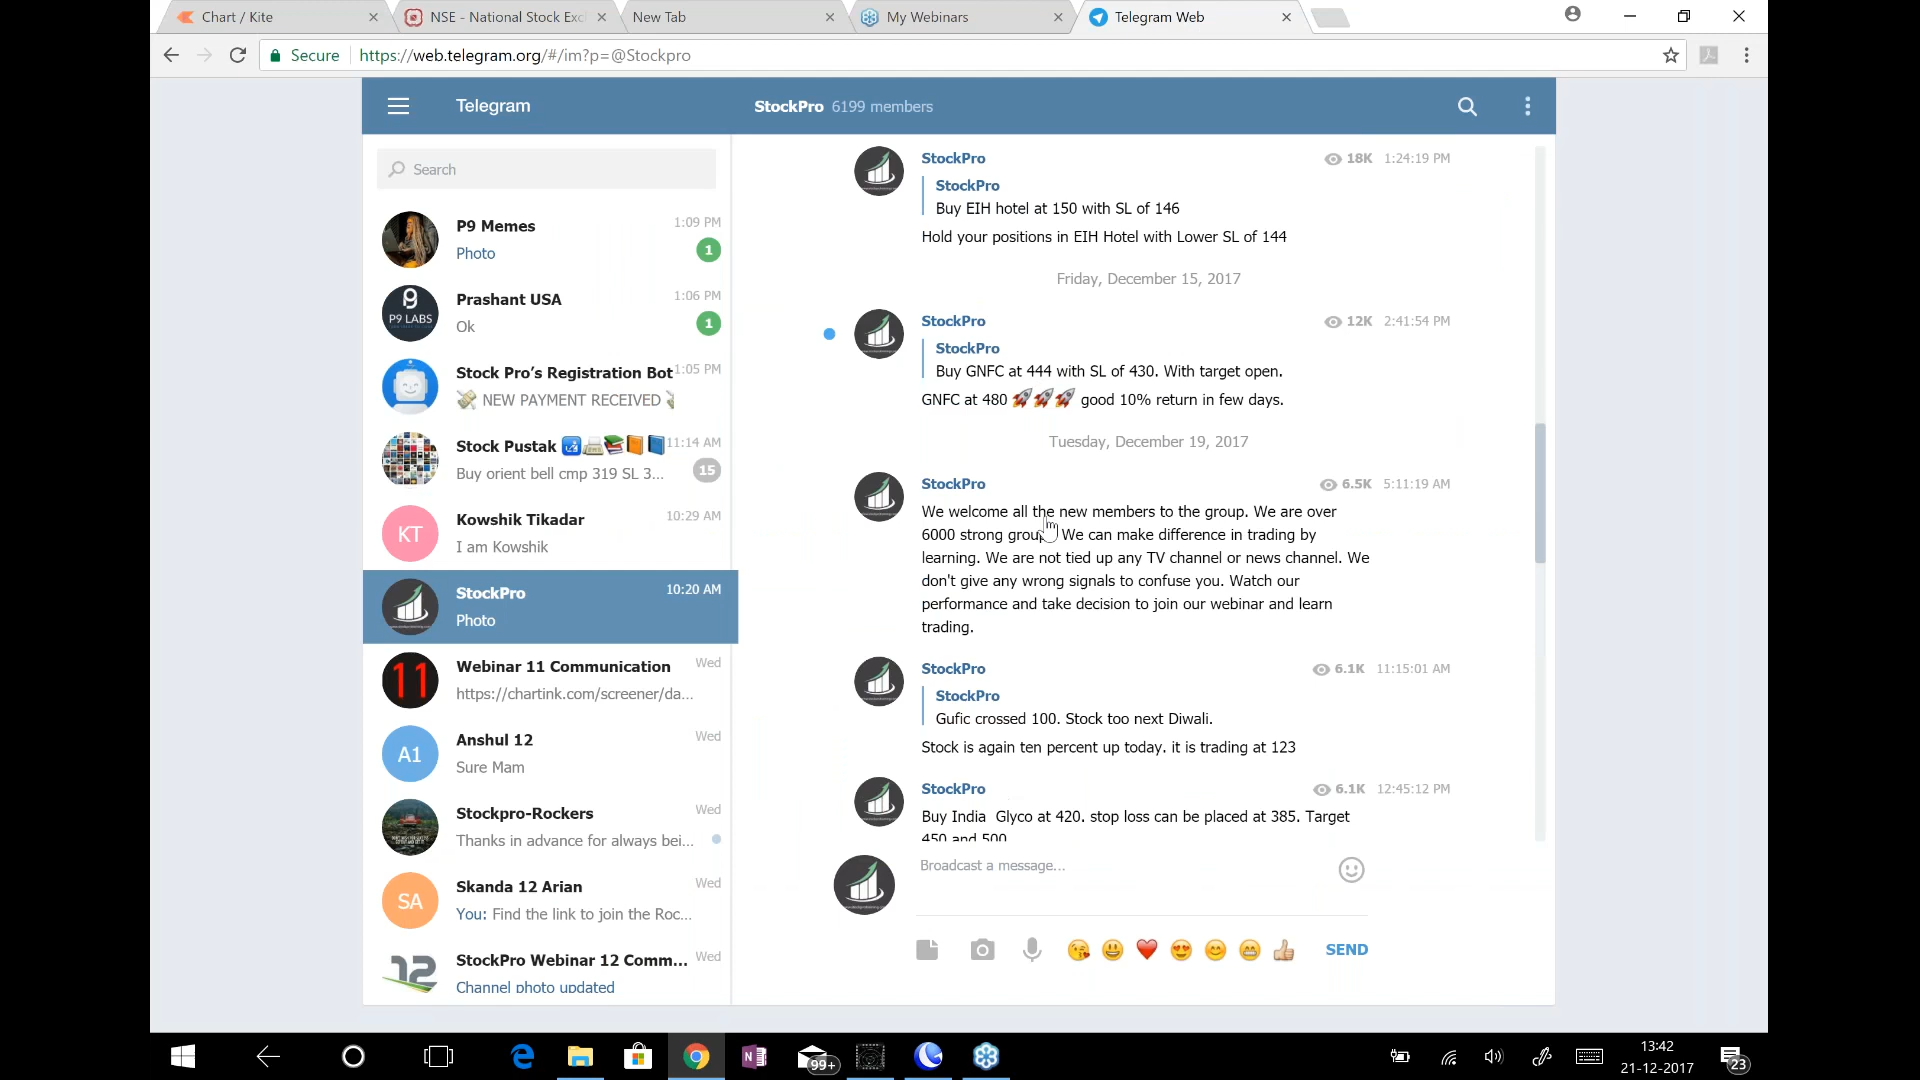 Chart / Kite
NSE - National Stock Exc
New Tab
My Webinars
Telegram Web
Secure
https://web.telegram.org/#/im?p=@Stockpro
Telegram
StockPro 6199 members
Search
P9 Memes 1:09 PM
Photo 1
P9 LABS
Prashant USA 1:06 PM
Ok 1
Stock Pro’s Registration Bot 1:05 PM
NEW PAYMENT RECEIVED
Stock Pustak 11:14 AM
Buy orient bell cmp 319 SL 3... 15
KT
Kowshik Tikadar 10:29 AM
I am Kowshik
StockPro 10:20 AM
Photo
11
Webinar 11 Communication Wed
https://chartink.com/screener/da...
A1
Anshul 12 Wed
Sure Mam
Stockpro-Rockers Wed
Thanks in advance for always bei...
SA
Skanda 12 Arian Wed
You: Find the link to join the Roc...
12
StockPro Webinar 12 Comm... Wed
Channel photo updated
StockPro 18K 1:24:19 PM
StockPro
Buy EIH hotel at 150 with SL of 146
Hold your positions in EIH Hotel with Lower SL of 144
Friday, December 15, 2017
StockPro 12K 2:41:54 PM
StockPro
Buy GNFC at 444 with SL of 430. With target open.
GNFC at 480 🚀🚀🚀 good 10% return in few days.
Tuesday, December 19, 2017
StockPro 6.5K 5:11:19 AM
We welcome all the new members to the group. We are over
6000 strong group. We can make difference in trading by
learning. We are not tied up any TV channel or news channel. We
don't give any wrong signals to confuse you. Watch our
performance and take decision to join our webinar and learn
trading.
StockPro 6.1K 11:15:01 AM
StockPro
Gufic crossed 100. Stock too next Diwali.
Stock is again ten percent up today. it is trading at 123
StockPro 6.1K 12:45:12 PM
Buy India Glyco at 420. stop loss can be placed at 385. Target
450 and 500
Broadcast a message...
SEND
99+
13:42
21-12-2017
23